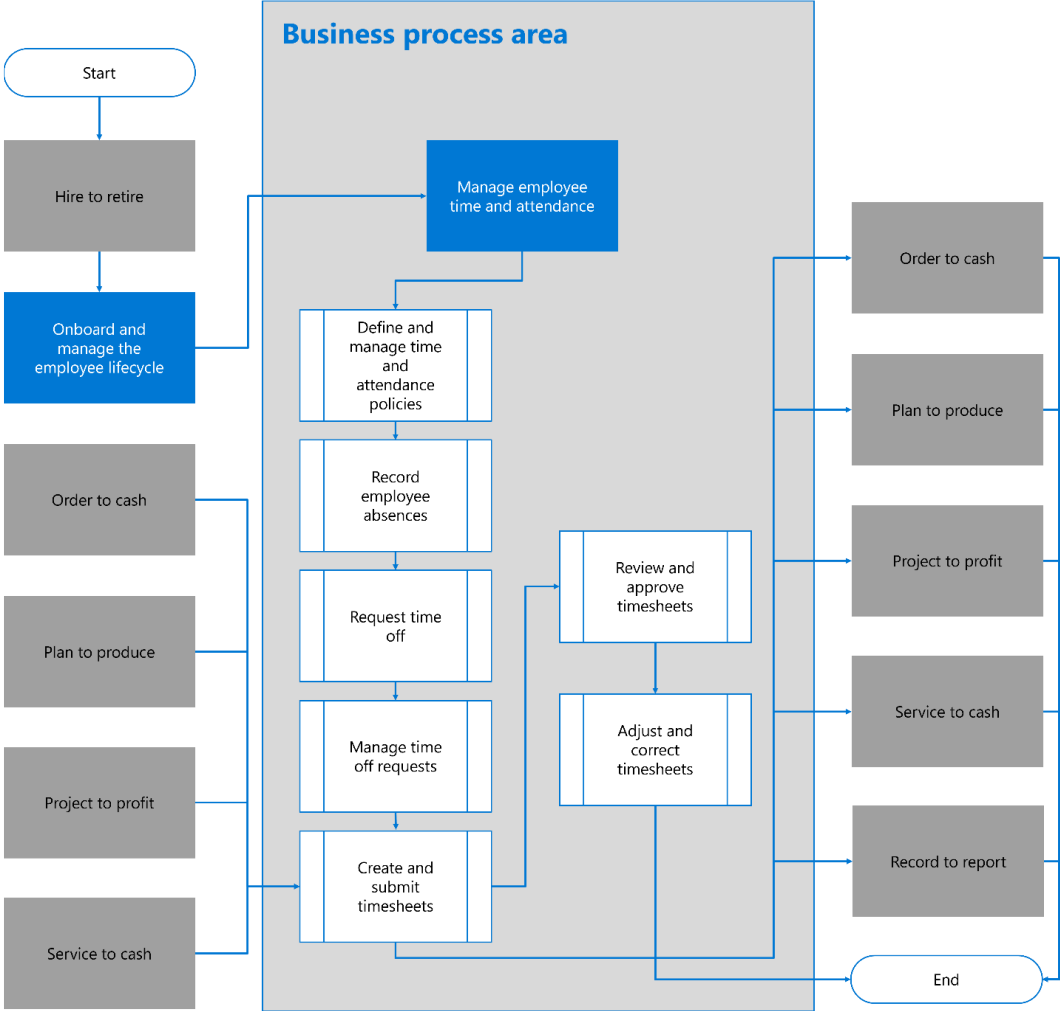 Business process area
Start
Hire to retire
Onboard and
manage the
employee lifecycle
Order to cash
Plan to produce
Project to profit
Service to cash
Manage employee
time and attendance
Define and
manage time
and
attendance
policies
Record
employee
absences
Request time
off
Manage time
off requests
Create and
submit
timesheets
Review and
approve
timesheets
Adjust and
correct
timesheets
Order to cash
Plan to produce
Project to profit
Service to cash
Record to report
End